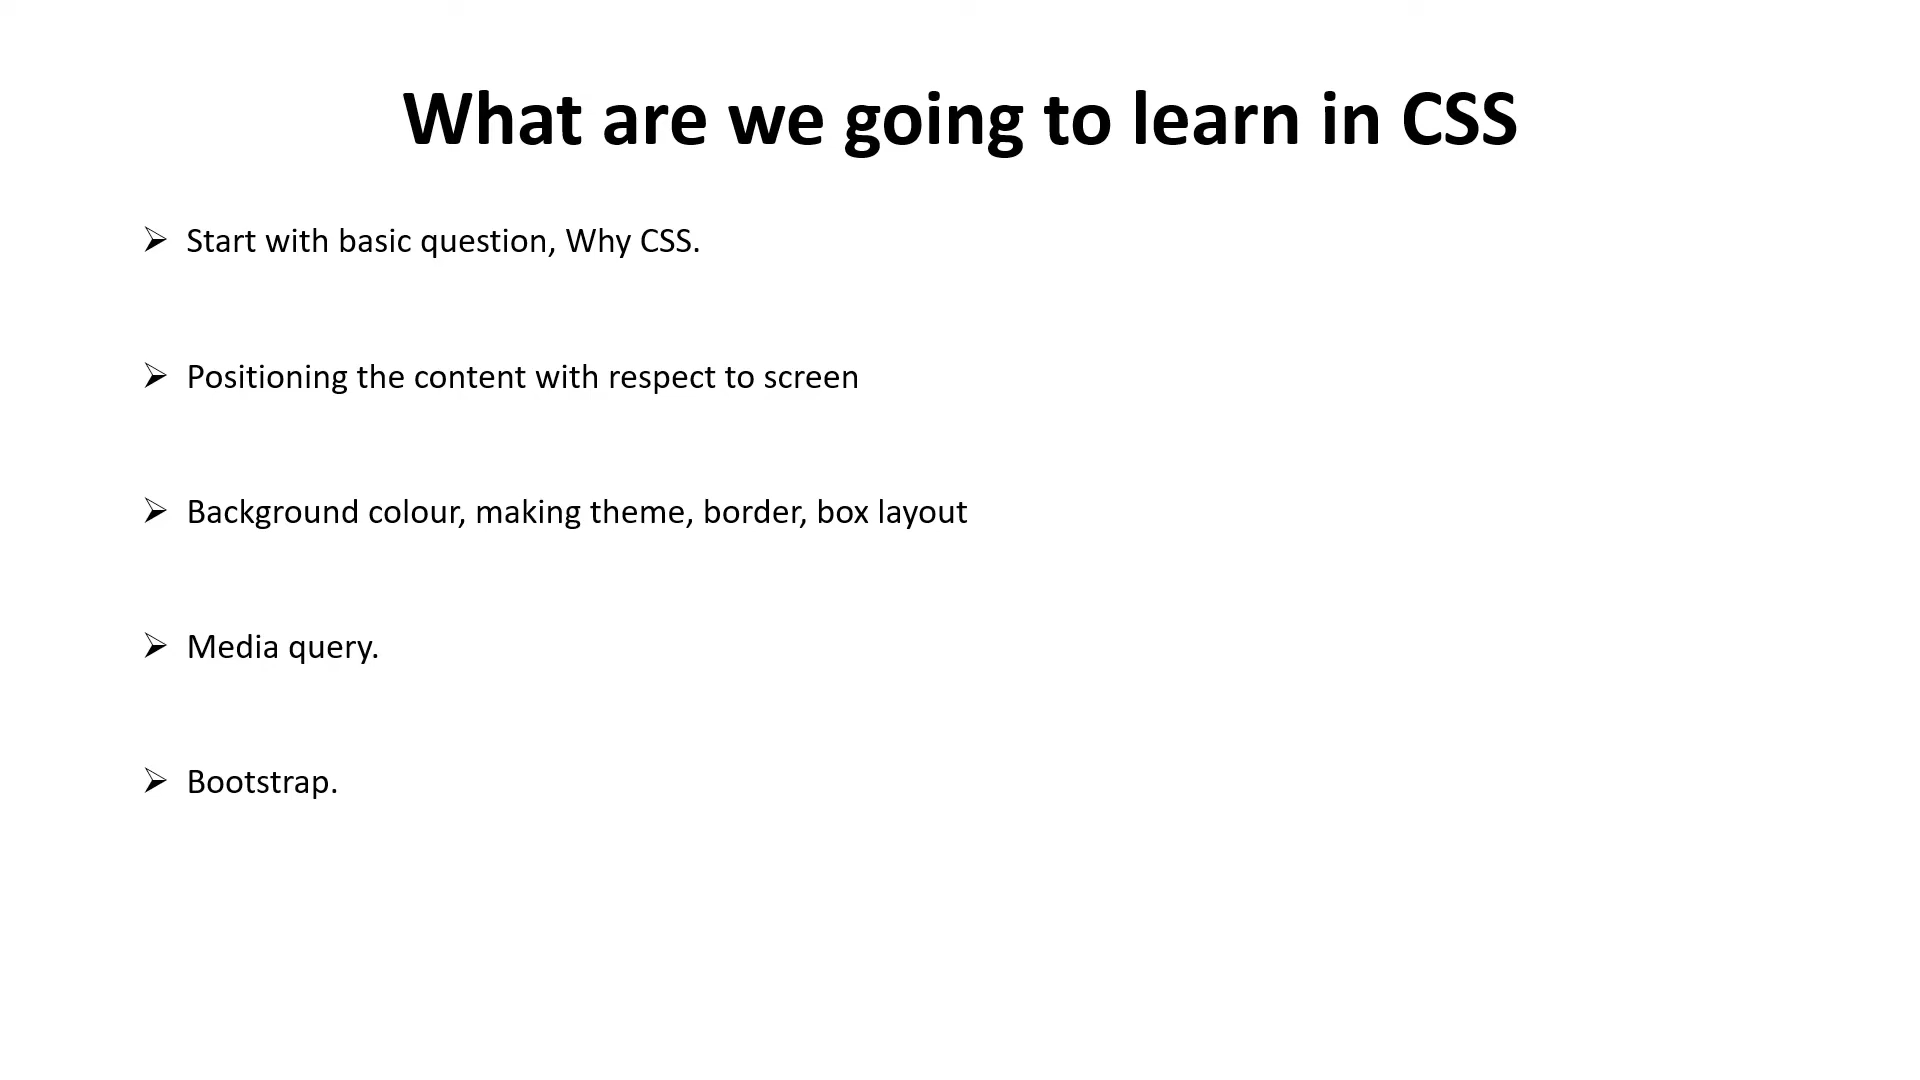 What are we going to learn in CSS
➢ Start with basic question, Why CSS.
➢ Positioning the content with respect to screen
➢ Background colour, making theme, border, box layout
➢ Media query.
➢ Bootstrap.